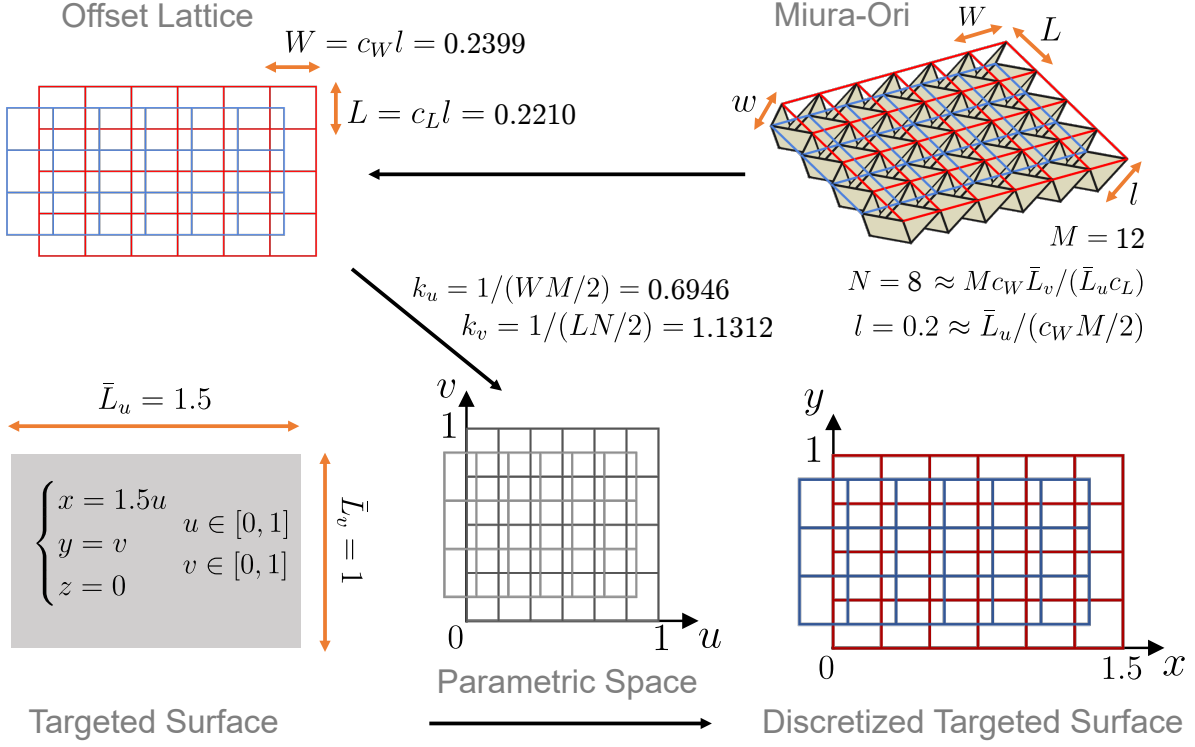 Offset Lattice
W = c_W l = 0.2399
L = c_L l = 0.2210
Miura-Ori
W
L
w
l
M = 12
N = 8 ≈ Mc_W L̄_v/(L̄_u c_L)
l = 0.2 ≈ L̄_u/(c_W M/2)
k_u = 1/(WM/2) = 0.6946
k_v = 1/(LN/2) = 1.1312
L̄_u = 1.5
x = 1.5u
y = v
z = 0
u ∈ [0, 1]
v ∈ [0, 1]
L̄_v = 1
Targeted Surface
v
1
0
1
u
Parametric Space
y
1
0
1.5
x
Discretized Targeted Surface